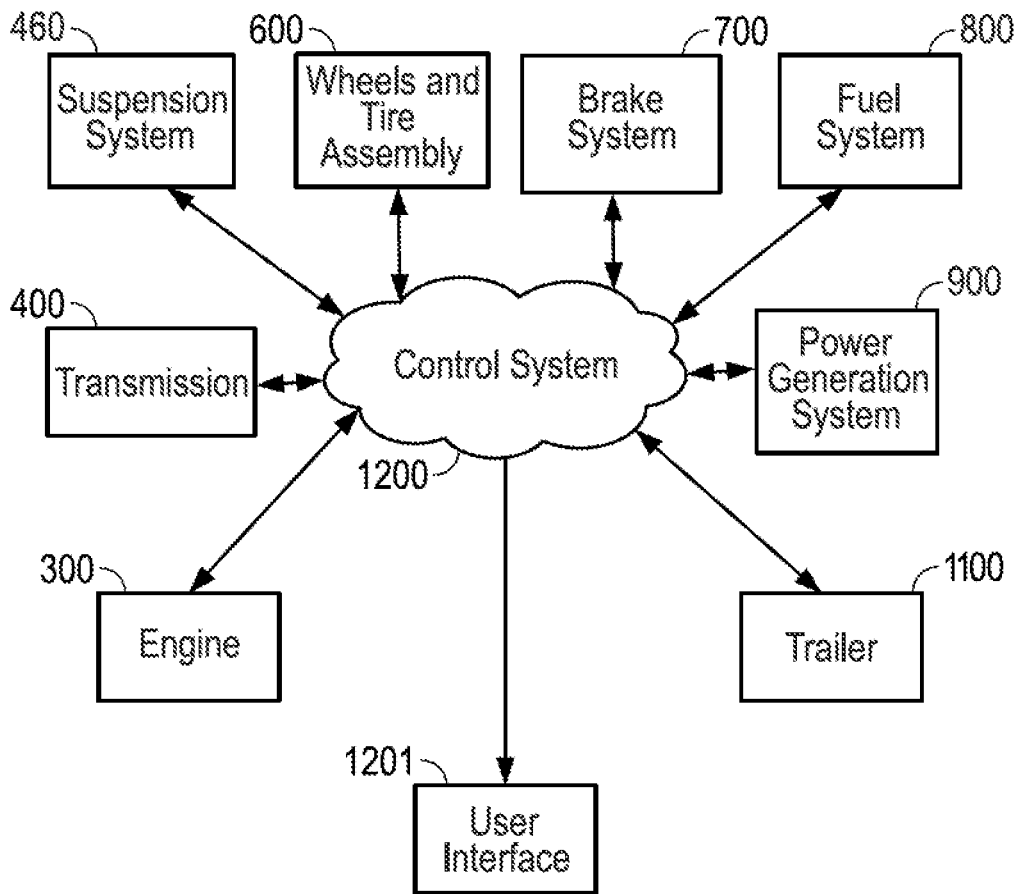 460
Suspension
System
600
Wheels and
Tire
Assembly
700
Brake
System
800
Fuel
System
400
Transmission
Control System
1200
900
Power
Generation
System
300
Engine
1100
Trailer
1201
User
Interface